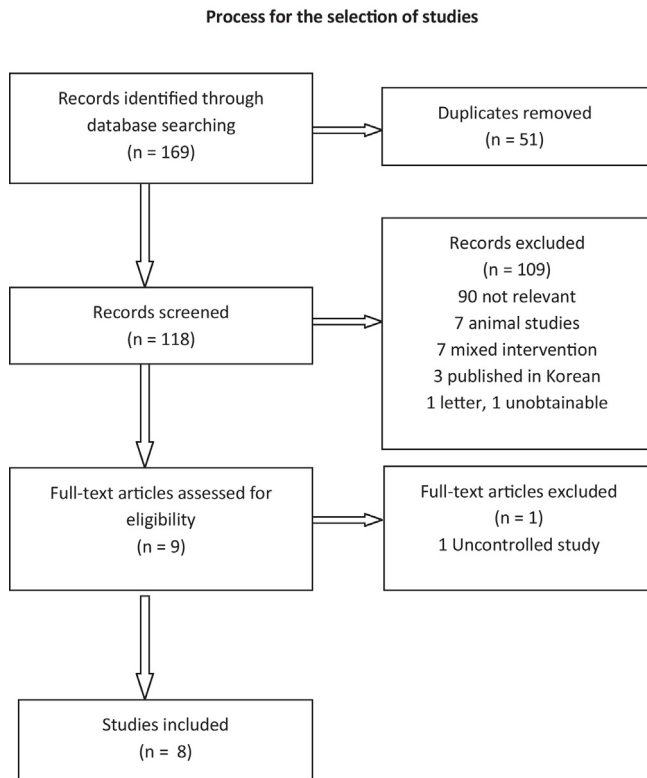 Process for the selection of studies
Records identified through
database searching
(n = 169)
Duplicates removed
(n = 51)
Records screened
(n = 118)
Records excluded
(n = 109)
90 not relevant
7 animal studies
7 mixed intervention
3 published in Korean
1 letter, 1 unobtainable
Full-text articles assessed for
eligibility
(n = 9)
Full-text articles excluded
(n = 1)
1 Uncontrolled study
Studies included
(n = 8)